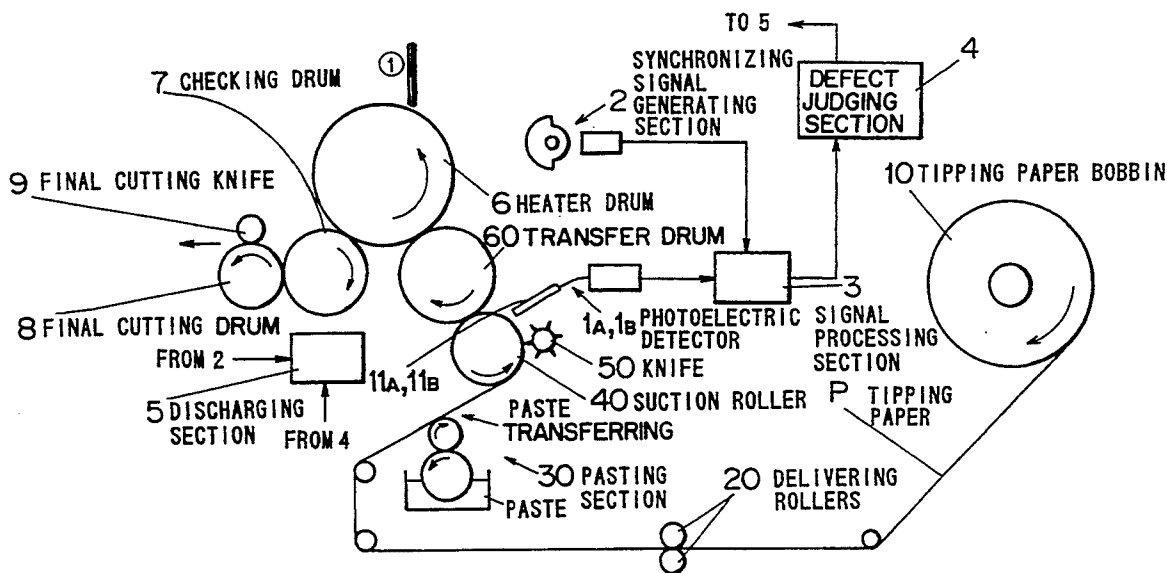 TO 5
①
7 CHECKING DRUM
2 SYNCHRONIZING
SIGNAL
GENERATING
SECTION
4
DEFECT
JUDGING
SECTION
9 FINAL CUTTING KNIFE
6 HEATER DRUM
10 TIPPING PAPER BOBBIN
60 TRANSFER DRUM
3
8 FINAL CUTTING DRUM
1A, 1B PHOTOELECTRIC
DETECTOR
SIGNAL
PROCESSING
SECTION
FROM 2
11A, 11B
50 KNIFE
5 DISCHARGING
SECTION
FROM 4
40 SUCTION ROLLER
P TIPPING
PAPER
PASTE
TRANSFERRING
30 PASTING
SECTION
PASTE
20 DELIVERING
ROLLERS